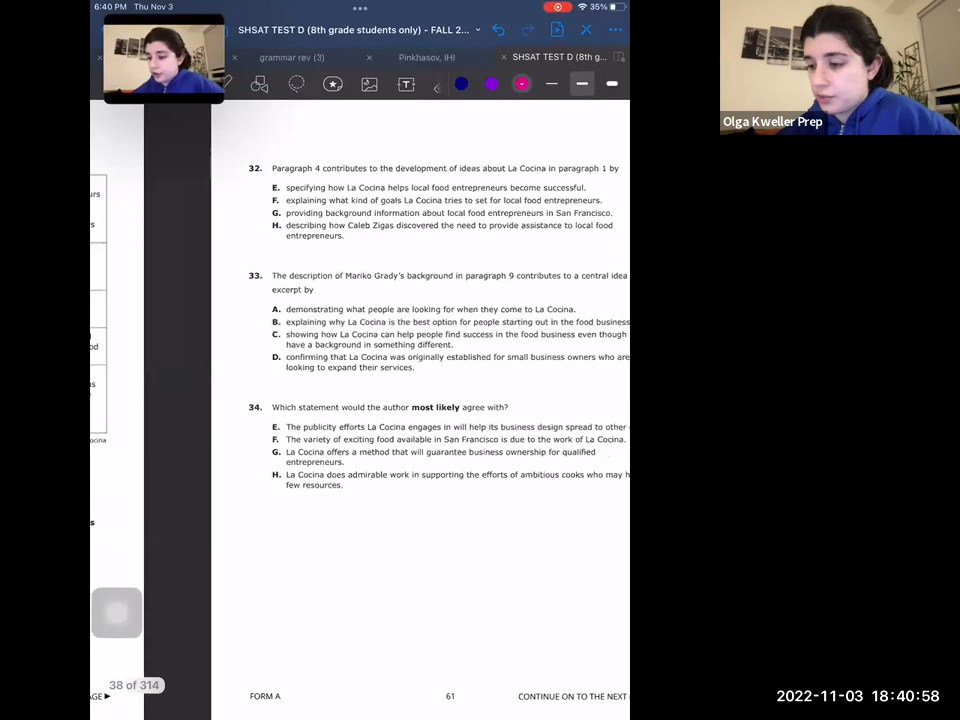 6:40 PM Thu Nov 3
35%
SHSAT TEST D (8th grade students only) - FALL 2...
grammar rev (3)
Pinkhasov, IHI
SHSAT TEST D (8th g...
Olga Kweller Prep
32. Paragraph 4 contributes to the development of ideas about La Cocina in paragraph 1 by
E. specifying how La Cocina helps local food entrepreneurs become successful.
F. explaining what kind of goals La Cocina tries to set for local food entrepreneurs.
G. providing background information about local food entrepreneurs in San Francisco.
H. describing how Caleb Zigas discovered the need to provide assistance to local food
entrepreneurs.
33. The description of Mariko Grady's background in paragraph 9 contributes to a central idea
excerpt by
A. demonstrating what people are looking for when they come to La Cocina.
B. explaining why La Cocina is the best option for people starting out in the food business
C. showing how La Cocina can help people find success in the food business even though
have a background in something different.
D. confirming that La Cocina was originally established for small business owners who are
looking to expand their services.
34. Which statement would the author most likely agree with?
E. The publicity efforts La Cocina engages in will help its business design spread to other
F. The variety of exciting food available in San Francisco is due to the work of La Cocina.
G. La Cocina offers a method that will guarantee business ownership for qualified
entrepreneurs.
H. La Cocina does admirable work in supporting the efforts of ambitious cooks who may h
few resources.
38 of 314
AGE ▶
FORM A
61
CONTINUE ON TO THE NEXT
2022-11-03 18:40:58